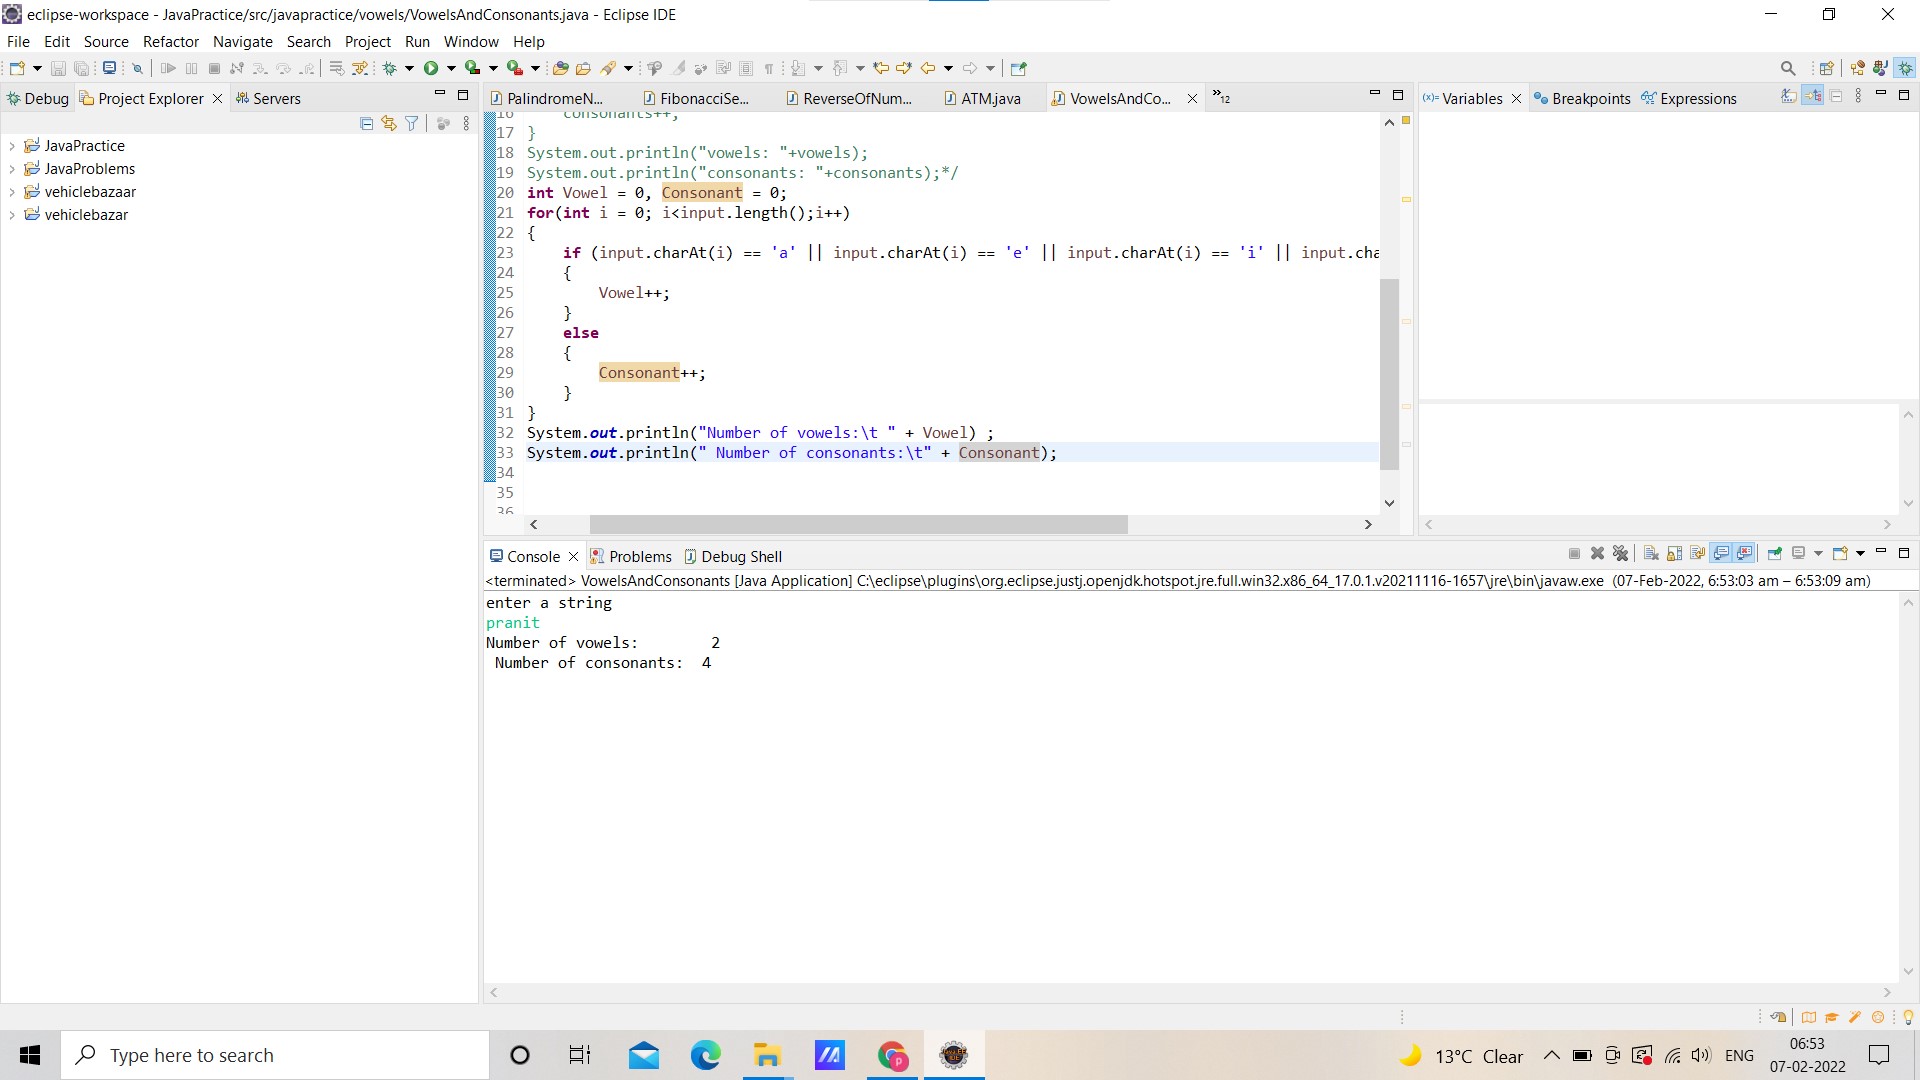 eclipse-workspace - JavaPractice/src/javapractice/vowels/VowelsAndConsonants.java - Eclipse IDE
File Edit Source Refactor Navigate Search Project Run Window Help
Debug Project Explorer Servers
PalindromeN... FibonacciSe... ReverseOfNum... ATM.java VowelsAndCo... »12
Variables Breakpoints Expressions
JavaPractice
JavaProblems
vehiclebazaar
vehiclebazar
16 consonants++;
17 }
18 System.out.println("vowels: "+vowels);
19 System.out.println("consonants: "+consonants);*/
20 int Vowel = 0, Consonant = 0;
21 for(int i = 0; i<input.length();i++)
22 {
23 if (input.charAt(i) == 'a' || input.charAt(i) == 'e' || input.charAt(i) == 'i' || input.cha
24 {
25 Vowel++;
26 }
27 else
28 {
29 Consonant++;
30 }
31 }
32 System.out.println("Number of vowels:\t " + Vowel) ;
33 System.out.println(" Number of consonants:\t" + Consonant);
34
35
36
Console Problems Debug Shell
<terminated> VowelsAndConsonants [Java Application] C:\eclipse\plugins\org.eclipse.justj.openjdk.hotspot.jre.full.win32.x86_64_17.0.1.v20211116-1657\jre\bin\javaw.exe (07-Feb-2022, 6:53:03 am – 6:53:09 am)
enter a string
pranit
Number of vowels: 2
Number of consonants: 4
Type here to search
13°C Clear
ENG
06:53
07-02-2022